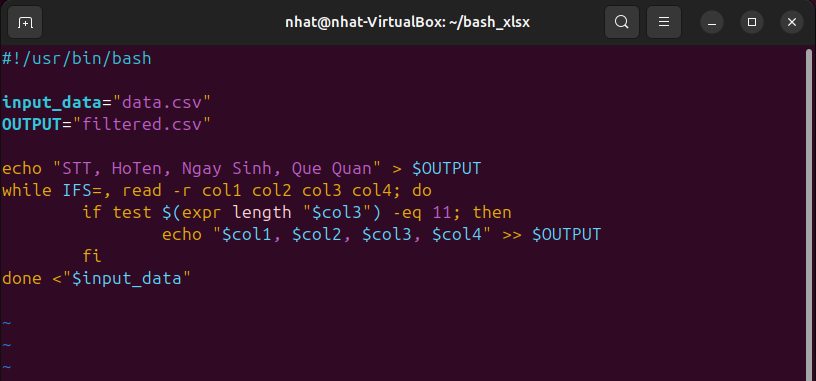 nhat@nhat-VirtualBox: ~/bash_xlsx
#!/usr/bin/bash
input_data="data.csv"
OUTPUT="filtered.csv"
echo "STT, HoTen, Ngay Sinh, Que Quan" > $OUTPUT
while IFS=, read -r col1 col2 col3 col4; do
        if test $(expr length "$col3") -eq 11; then
                echo "$col1, $col2, $col3, $col4" >> $OUTPUT
        fi
done <"$input_data"
~
~
~